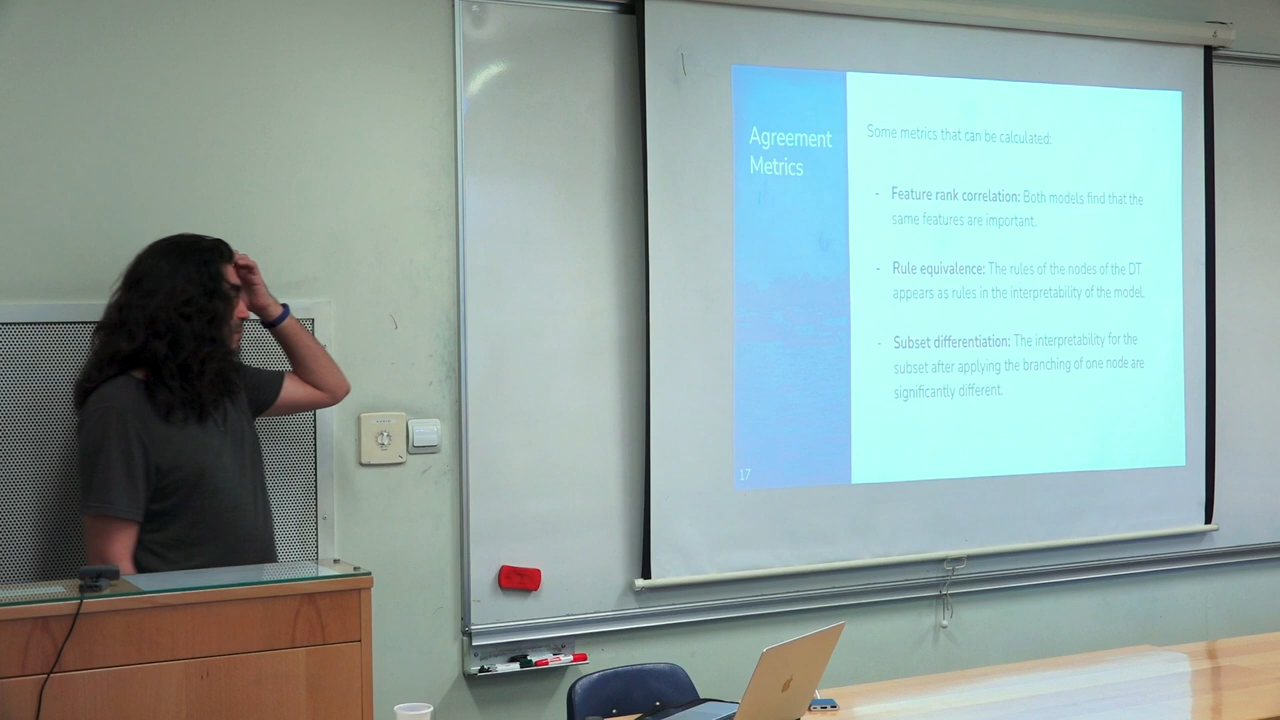 Agreement
Metrics
Some metrics that can be calculated:
- Feature rank correlation: Both models find that the
same features are important.
- Rule equivalence: The rules of the nodes of the DT
appears as rules in the interpretability of the model.
- Subset differentiation: The interpretability for the
subset after applying the branching of one node are
significantly different.
17